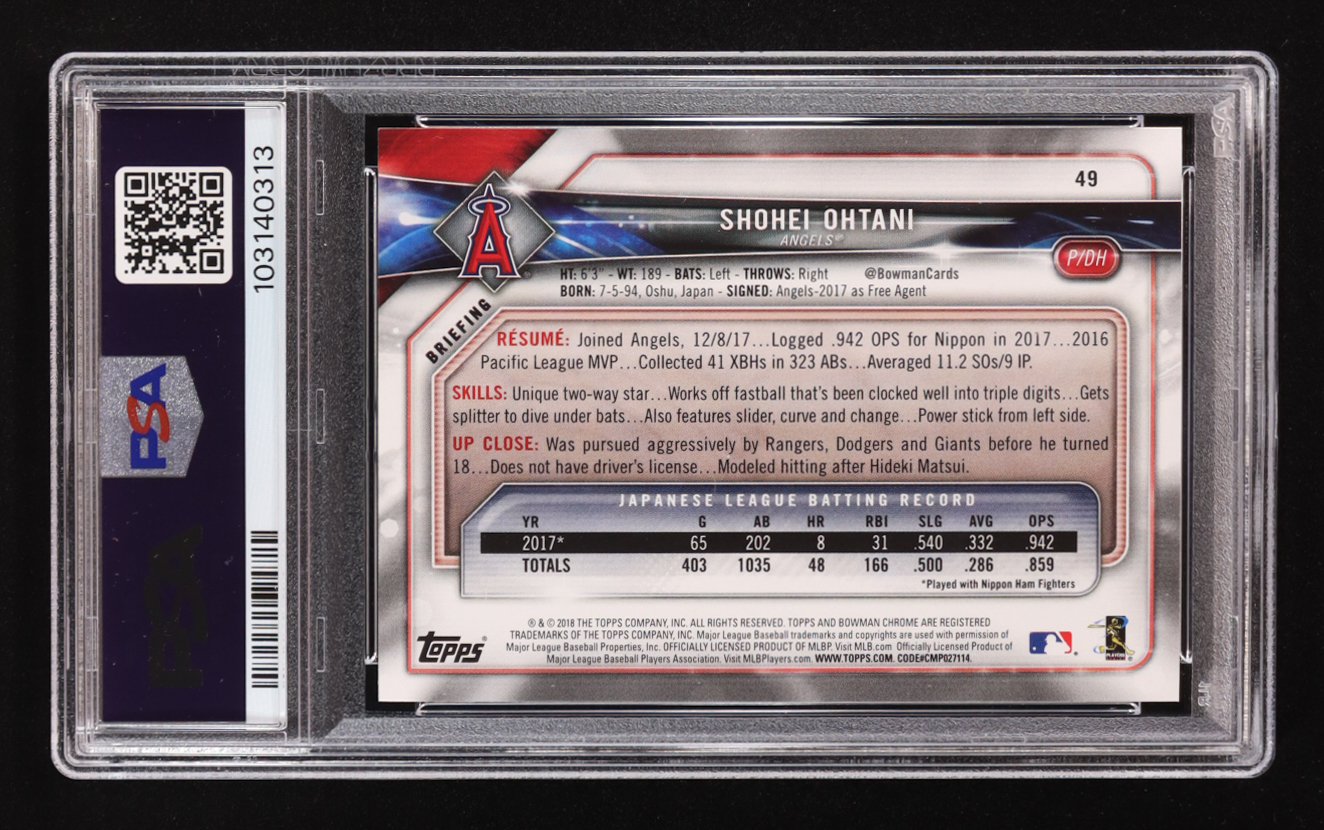 PSA
103140313
PSA
49
SHOHEI OHTANI
ANGELS
A
P/DH
HT: 6'3" - WT: 189 - BATS: Left - THROWS: Right @BowmanCards
BORN: 7-5-94, Oshu, Japan - SIGNED: Angels-2017 as Free Agent
BRIEFING
RÉSUMÉ: Joined Angels, 12/8/17...Logged .942 OPS for Nippon in 2017...2016
Pacific League MVP...Collected 41 XBHs in 323 ABs...Averaged 11.2 SOs/9 IP.
SKILLS: Unique two-way star...Works off fastball that's been clocked well into triple digits...Gets
splitter to dive under bats...Also features slider, curve and change...Power stick from left side.
UP CLOSE: Was pursued aggressively by Rangers, Dodgers and Giants before he turned
18...Does not have driver's license...Modeled hitting after Hideki Matsui.
JAPANESE LEAGUE BATTING RECORD
YR G AB HR RBI SLG AVG OPS
2017* 65 202 8 31 .540 .332 .942
TOTALS 403 1035 48 166 .500 .286 .859
*Played with Nippon Ham Fighters
® & © 2018 THE TOPPS COMPANY, INC. ALL RIGHTS RESERVED. TOPPS AND BOWMAN CHROME ARE REGISTERED
TRADEMARKS OF THE TOPPS COMPANY, INC. Major League Baseball trademarks and copyrights are used with permission of
Major League Baseball Properties, Inc. OFFICIALLY LICENSED PRODUCT OF MLBP. Visit MLB.com Officially Licensed Product of
Major League Baseball Players Association. Visit MLBPlayers.com. WWW.TOPPS.COM. CODE#CMP027114.
Topps®